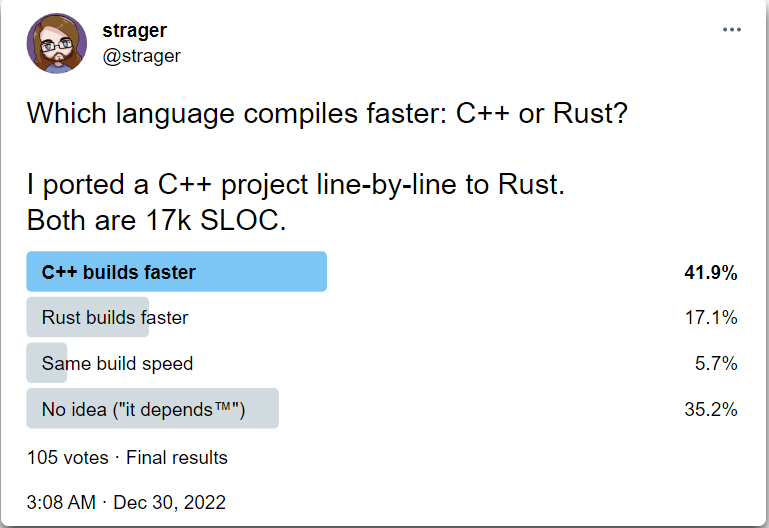 strager
@strager
Which language compiles faster: C++ or Rust?
I ported a C++ project line-by-line to Rust.
Both are 17k SLOC.
C++ builds faster 41.9%
Rust builds faster 17.1%
Same build speed 5.7%
No idea ("it depends™") 35.2%
105 votes · Final results
3:08 AM · Dec 30, 2022